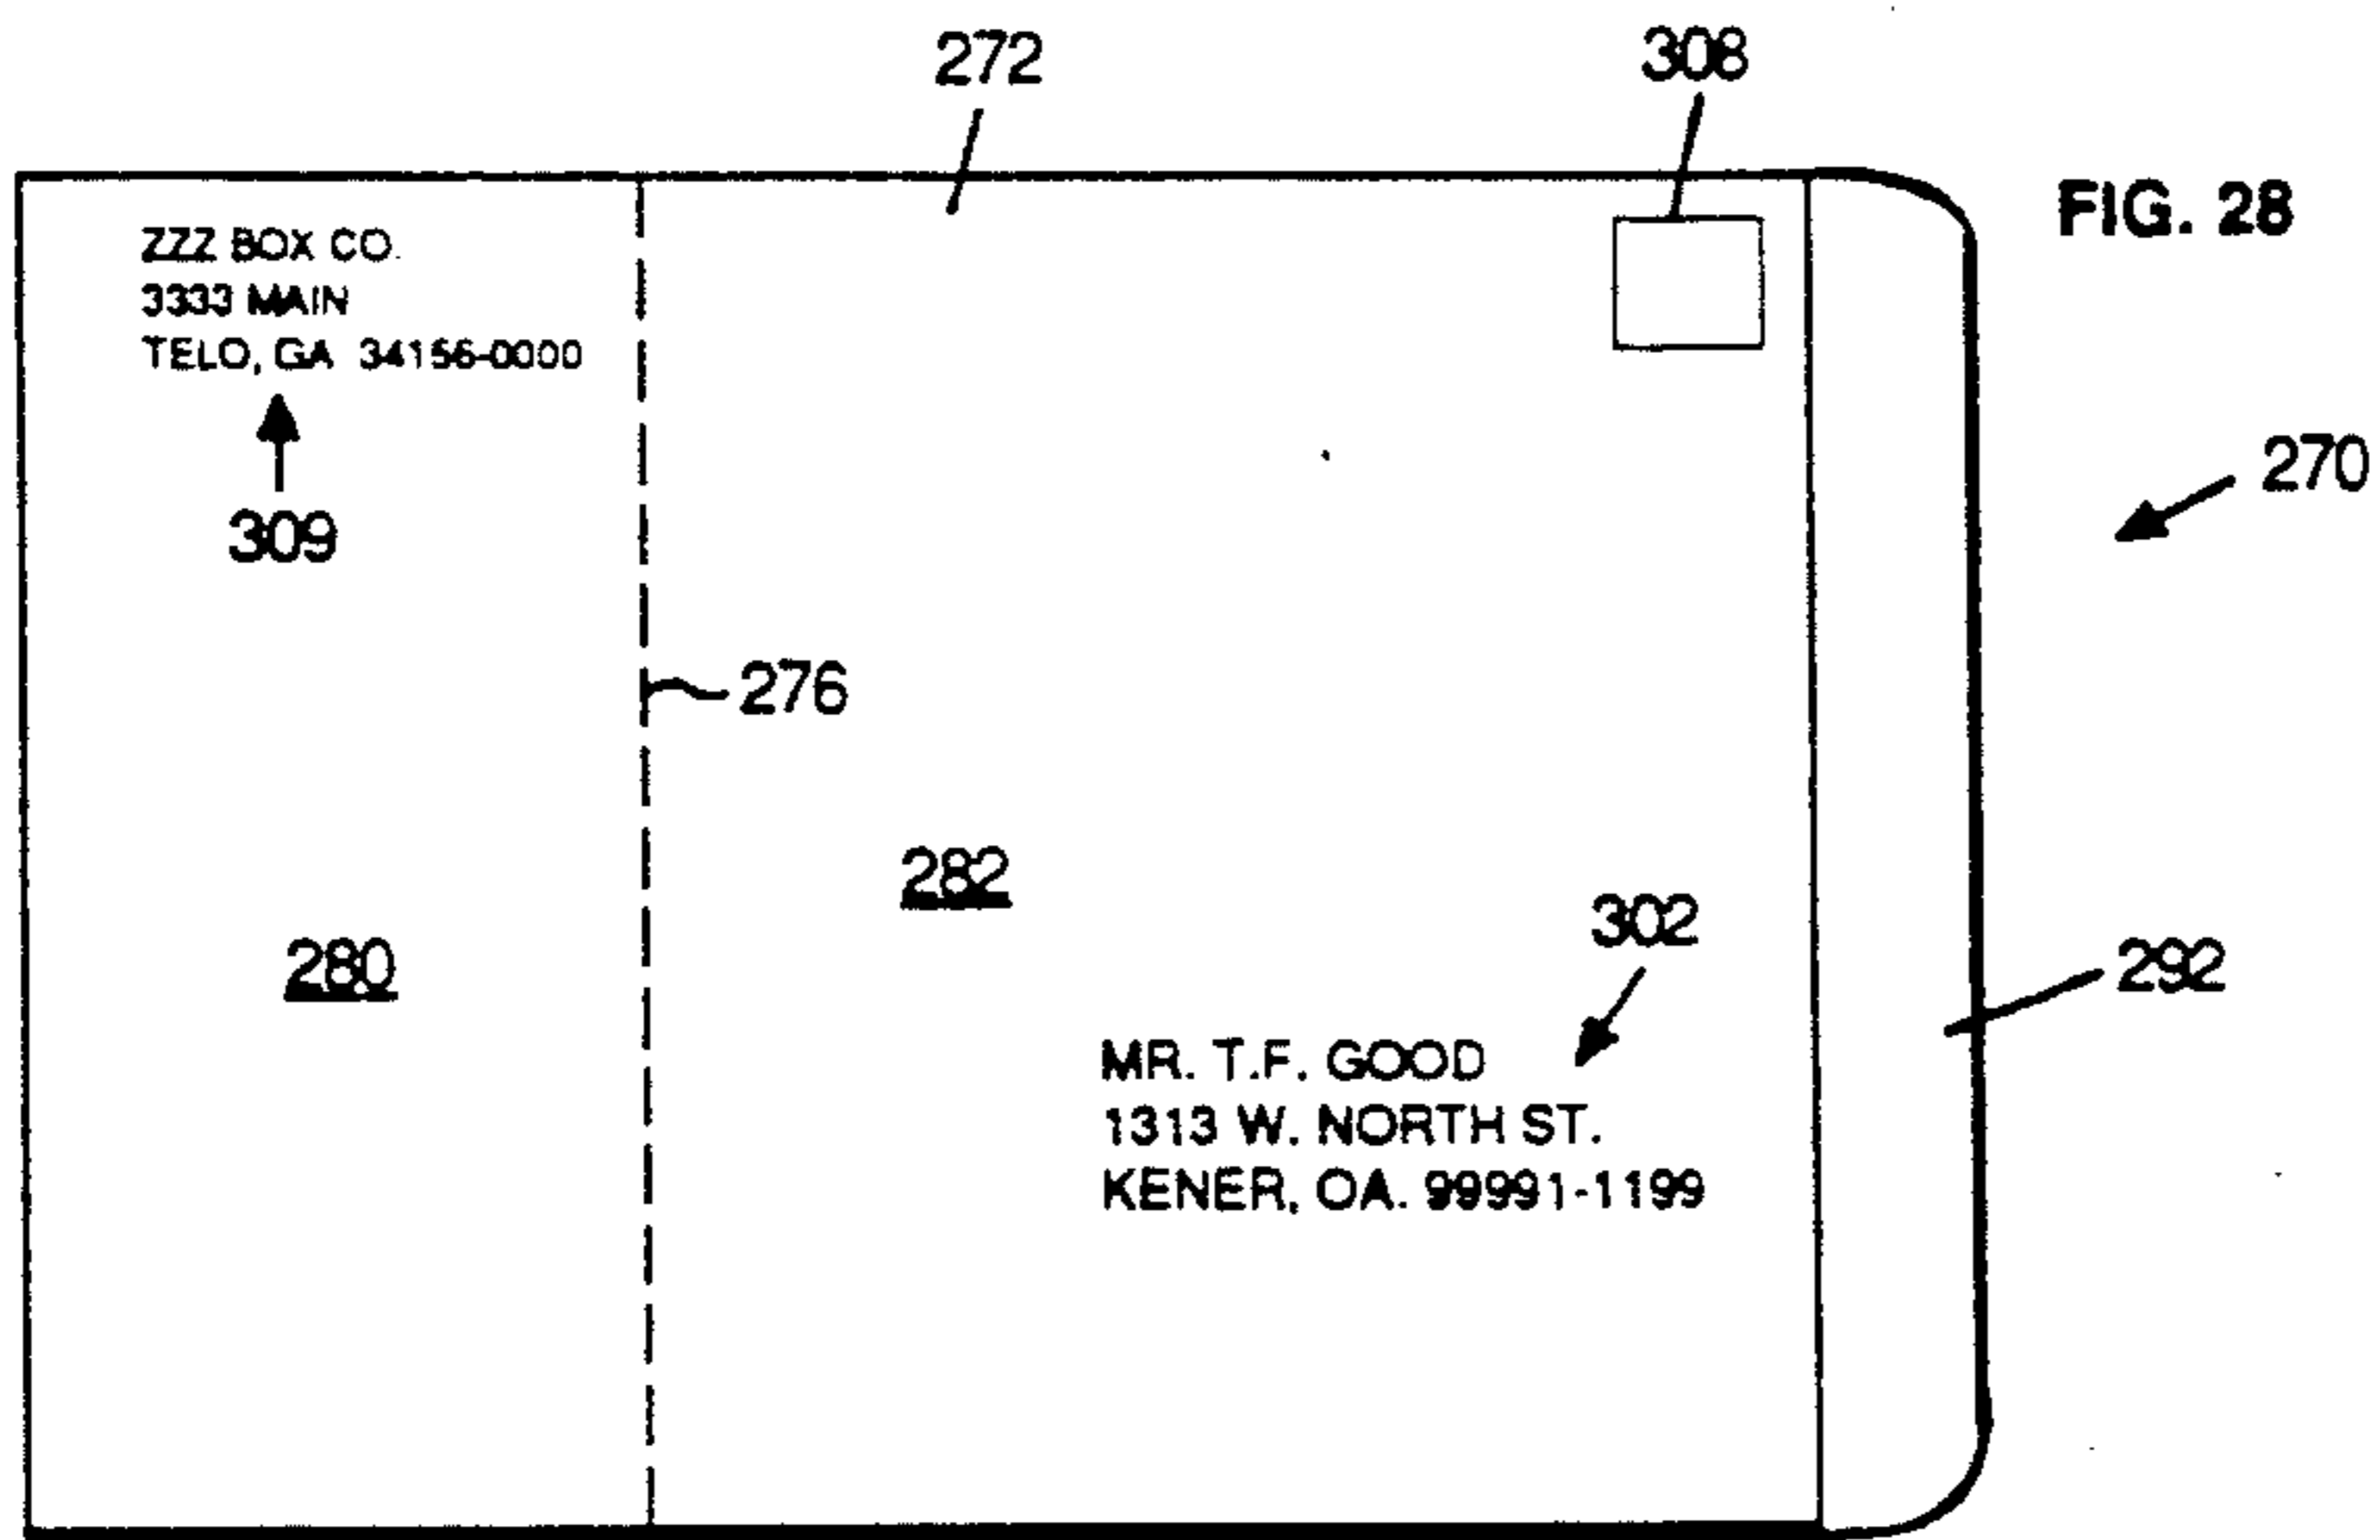 272
308
FIG. 28
ZZZ BOX CO.
3333 MAIN
TELO, GA 34156-0000
270
309
276
282
302
280
292
MR. T.F. GOOD
1313 W. NORTH ST.
KENER, OA. 99991-1199